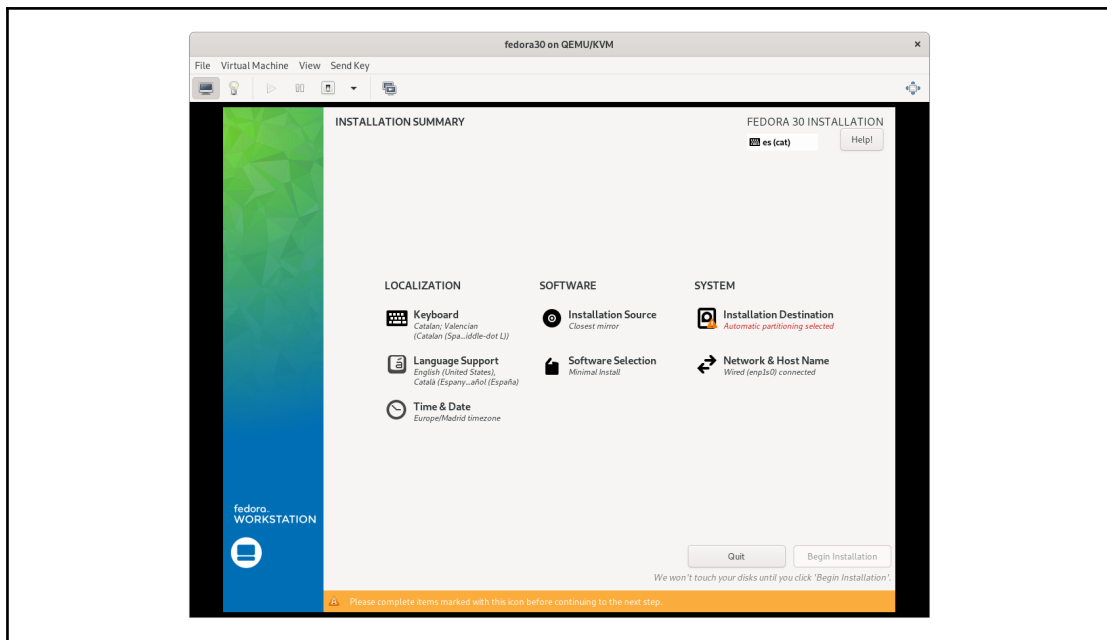 fedora30 on QEMU/KVM
File Virtual Machine View Send Key
INSTALLATION SUMMARY
FEDORA 30 INSTALLATION
es (cat)
Help!
LOCALIZATION
Keyboard
Catalan; Valencian
(Catalan (Spa...iddle-dot L))
Language Support
English (United States),
Català (Espany...añol (España)
Time & Date
Europe/Madrid timezone
SOFTWARE
Installation Source
Closest mirror
Software Selection
Minimal Install
SYSTEM
Installation Destination
Automatic partitioning selected
Network & Host Name
Wired (enp1s0) connected
fedora.
WORKSTATION
Quit
Begin Installation
We won't touch your disks until you click 'Begin Installation'.
Please complete items marked with this icon before continuing to the next step.